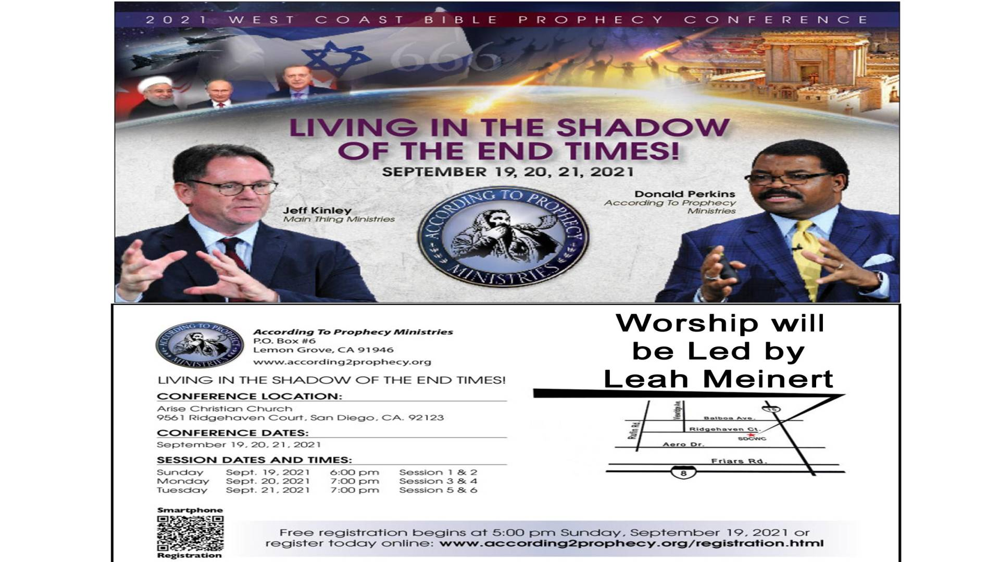 2021 WEST COAST BIBLE PROPHECY CONFERENCE
666
LIVING IN THE SHADOW
OF THE END TIMES!
SEPTEMBER 19, 20, 21, 2021
Jeff Kinley
Main Thing Ministries
Donald Perkins
According To Prophecy
Ministries
ACCORDING TO PROPHECY
MINISTRIES
Worship will
be Led by
Leah Meinert
ACCORDING TO PROPHECY
MINISTRIES
According To Prophecy Ministries
P.O. Box #6
Lemon Grove, CA 91946
www.according2prophecy.org
LIVING IN THE SHADOW OF THE END TIMES!
CONFERENCE LOCATION:
Arise Christian Church
9561 Ridgehaven Court, San Diego, CA. 92123
CONFERENCE DATES:
September 19, 20, 21, 2021
SESSION DATES AND TIMES:
Sunday Sept. 19, 2021 6:00 pm Session 1 & 2
Monday Sept. 20, 2021 7:00 pm Session 3 & 4
Tuesday Sept. 21, 2021 7:00 pm Session 5 & 6
Rufin Rd.
Viewridge Ave.
15
Balboa Ave.
Ridgehaven Ct.
SDCWC
Aero Dr.
Friars Rd.
8
Smartphone
Registration
Free registration begins at 5:00 pm Sunday, September 19, 2021 or
register today online: www.according2prophecy.org/registration.html